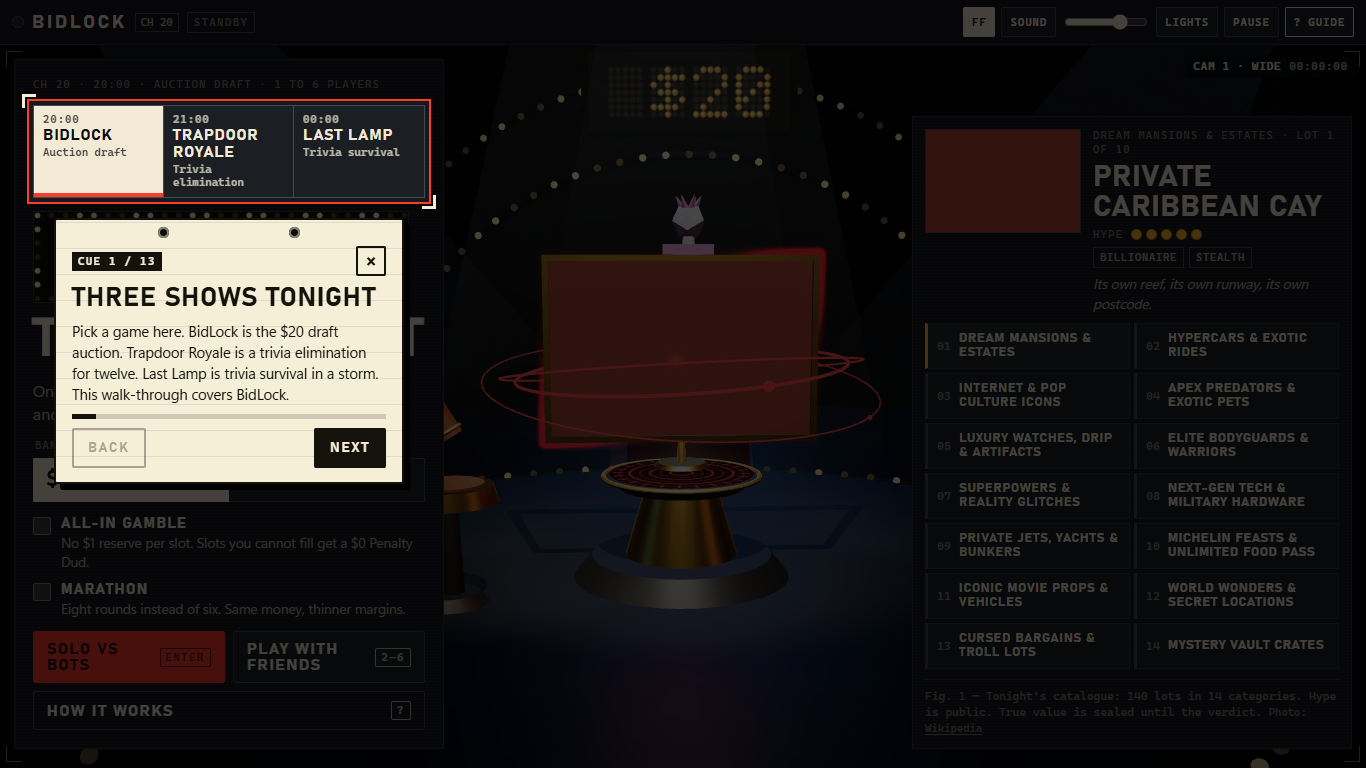 BIDLOCK CH 20 STANDBY
FF SOUND LIGHTS PAUSE ? GUIDE
CH 20 · 20:00 · AUCTION DRAFT · 1 TO 6 PLAYERS
CAM 1 · WIDE 00:00:00
20:00
BIDLOCK
Auction draft
21:00
TRAPDOOR
ROYALE
Trivia
elimination
00:00
LAST LAMP
Trivia survival
$20
CUE 1 / 13
×
THREE SHOWS TONIGHT
Pick a game here. BidLock is the $20 draft
auction. Trapdoor Royale is a trivia elimination
for twelve. Last Lamp is trivia survival in a storm.
This walk-through covers BidLock.
BACK
NEXT
ALL-IN GAMBLE
No $1 reserve per slot. Slots you cannot fill get a $0 Penalty
Dud.
MARATHON
Eight rounds instead of six. Same money, thinner margins.
SOLO VS
BOTS
ENTER
PLAY WITH
FRIENDS
2–6
HOW IT WORKS
?
DREAM MANSIONS & ESTATES · LOT 1
OF 10
PRIVATE
CARIBBEAN CAY
HYPE
BILLIONAIRE STEALTH
Its own reef, its own runway, its own
postcode.
01 DREAM MANSIONS &
ESTATES
02 HYPERCARS & EXOTIC
RIDES
03 INTERNET & POP
CULTURE ICONS
04 APEX PREDATORS &
EXOTIC PETS
05 LUXURY WATCHES, DRIP
& ARTIFACTS
06 ELITE BODYGUARDS &
WARRIORS
07 SUPERPOWERS &
REALITY GLITCHES
08 NEXT-GEN TECH &
MILITARY HARDWARE
09 PRIVATE JETS, YACHTS &
BUNKERS
10 MICHELIN FEASTS &
UNLIMITED FOOD PASS
11 ICONIC MOVIE PROPS &
VEHICLES
12 WORLD WONDERS &
SECRET LOCATIONS
13 CURSED BARGAINS &
TROLL LOTS
14 MYSTERY VAULT CRATES
Fig. 1 — Tonight's catalogue: 140 lots in 14 categories. Hype
is public. True value is sealed until the verdict. Photo:
Wikipedia